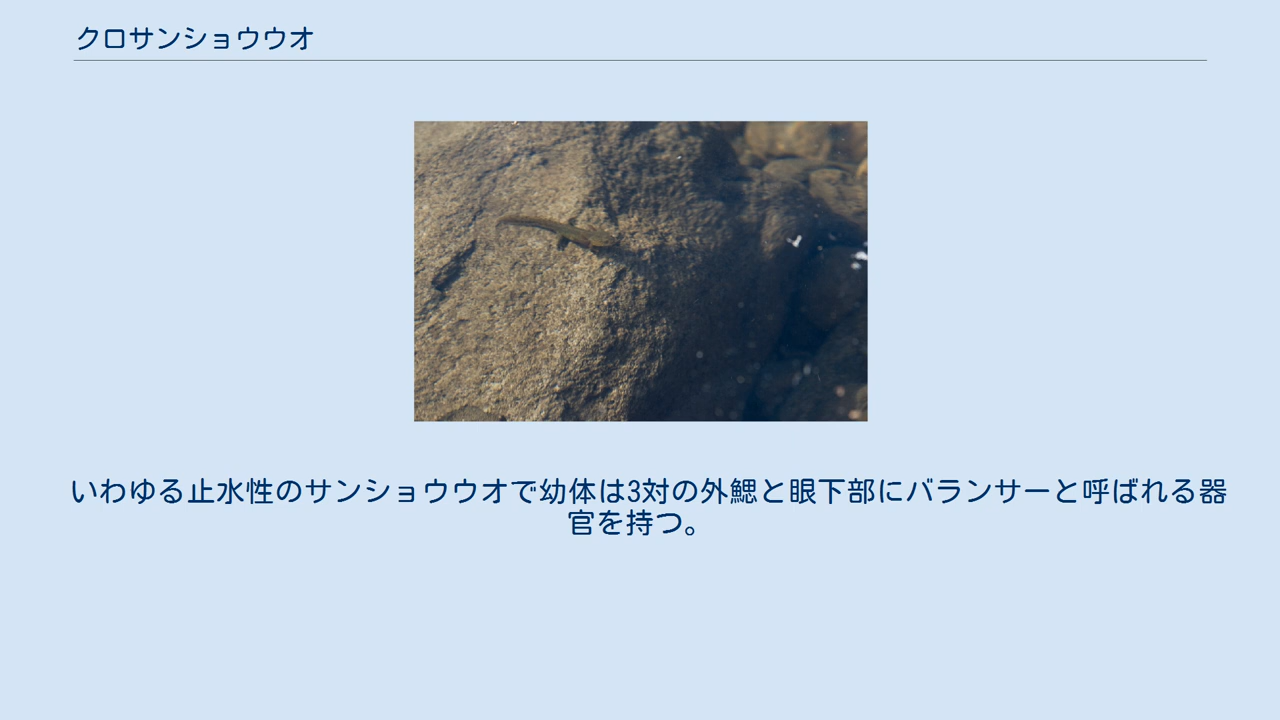 クロサンショウウオ
いわゆる止水性のサンショウウオで幼体は3対の外鰓と眼下部にバランサーと呼ばれる器
官を持つ。